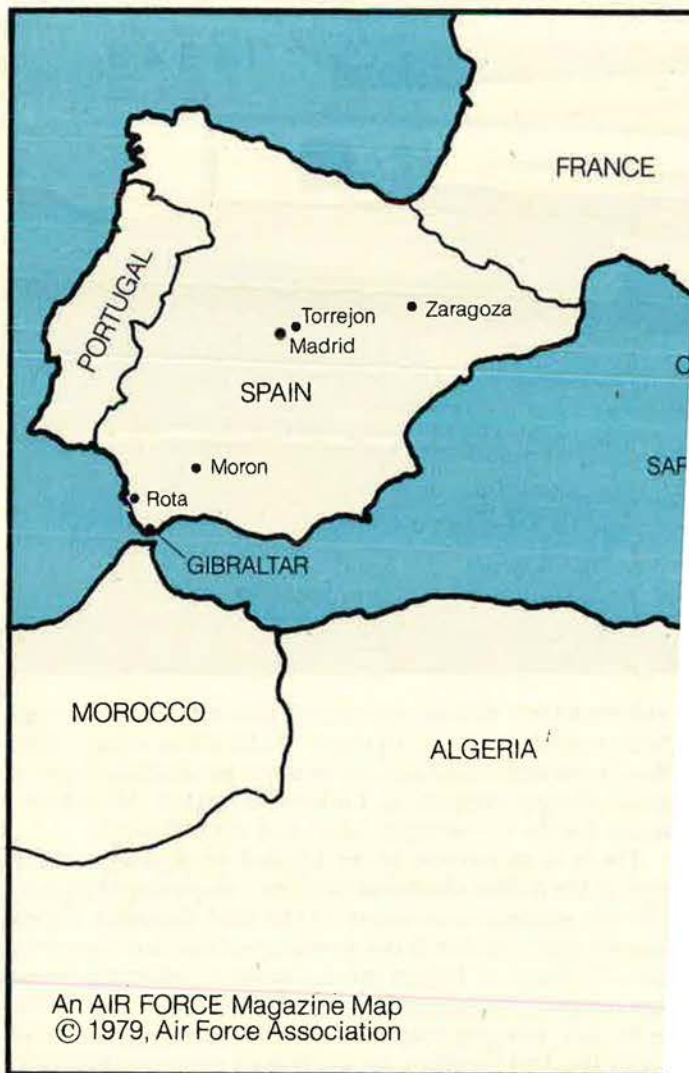 FRANCE
PORTUGAL
Torrejon
Zaragoza
Madrid
SPAIN
Moron
Rota
GIBRALTAR
MOROCCO
ALGERIA
An AIR FORCE Magazine Map
© 1979, Air Force Association